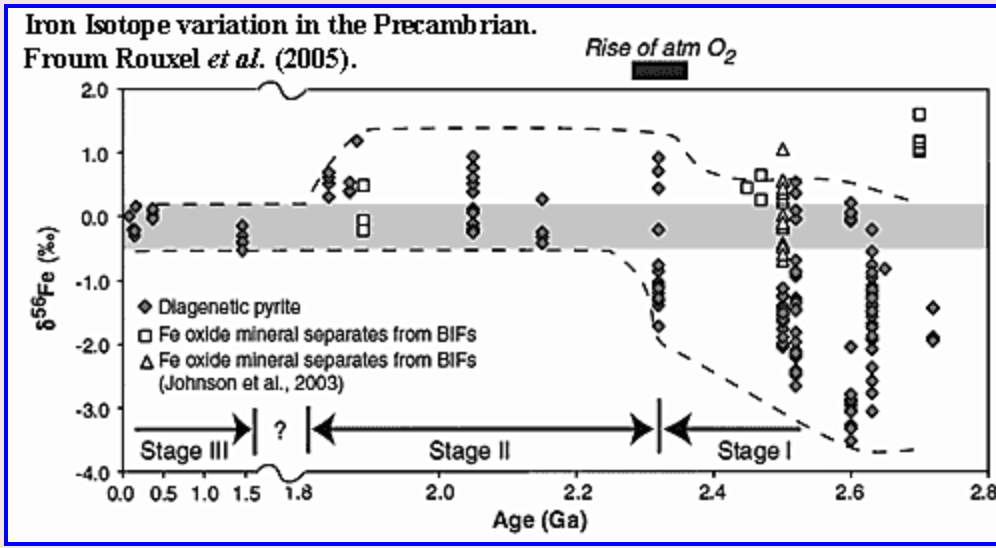 Iron Isotope variation in the Precambrian.
Froum Rouxel et al. (2005).
Rise of atm O2
2.0
1.0
0.0
-1.0
-2.0
-3.0
-4.0
δ56Fe (‰)
Diagenetic pyrite
Fe oxide mineral separates from BIFs
Fe oxide mineral separates from BIFs
(Johnson et al., 2003)
Stage III
?
Stage II
Stage I
0.0 0.5 1.0 1.5 1.8 2.0 2.2 2.4 2.6 2.8
Age (Ga)